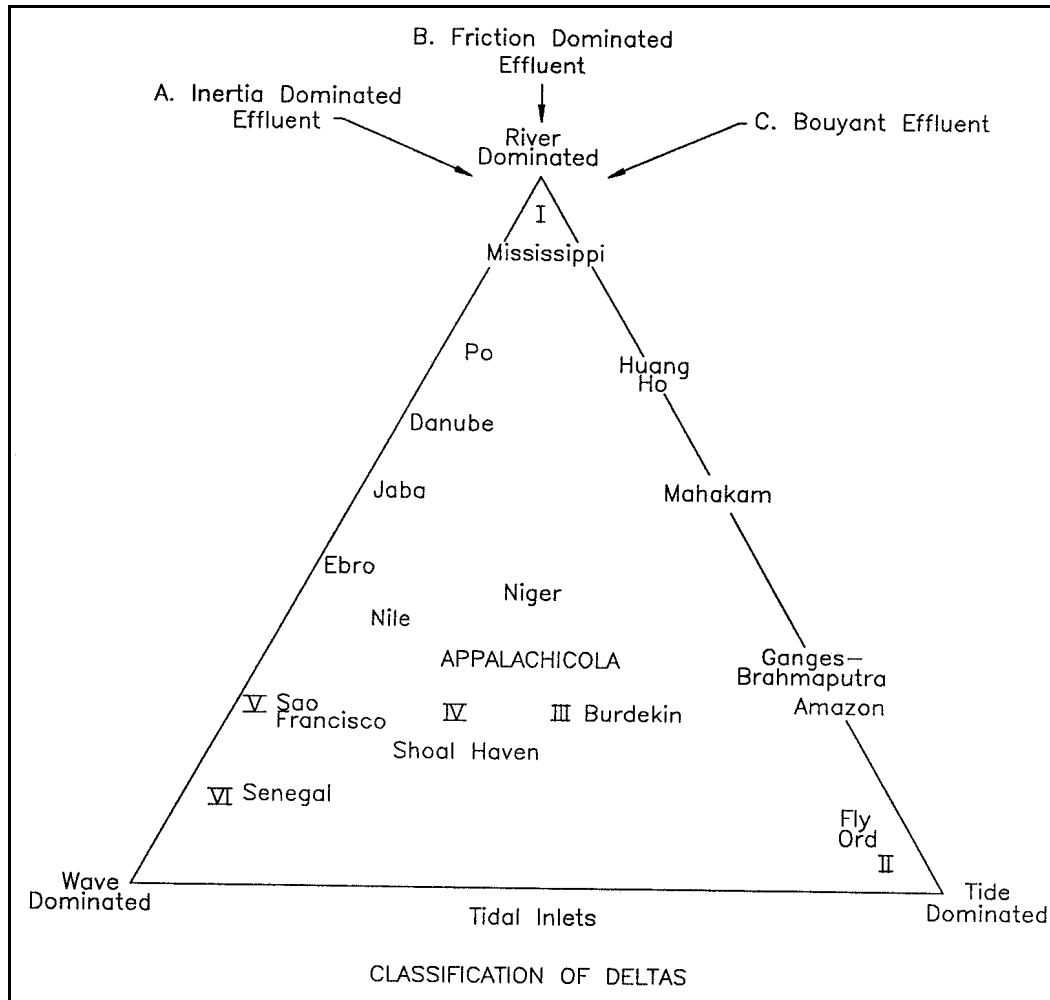 B. Friction Dominated
Effluent
A. Inertia Dominated
Effluent
C. Bouyant Effluent
River
Dominated
I
Mississippi
Po
Huang
Ho
Danube
Jaba
Mahakam
Ebro
Niger
Nile
APPALACHICOLA
Ganges–
Brahmaputra
Amazon
V Sao
Francisco
IV
III Burdekin
Shoal Haven
VI Senegal
Fly
Ord
II
Wave
Dominated
Tide
Dominated
Tidal Inlets
CLASSIFICATION OF DELTAS